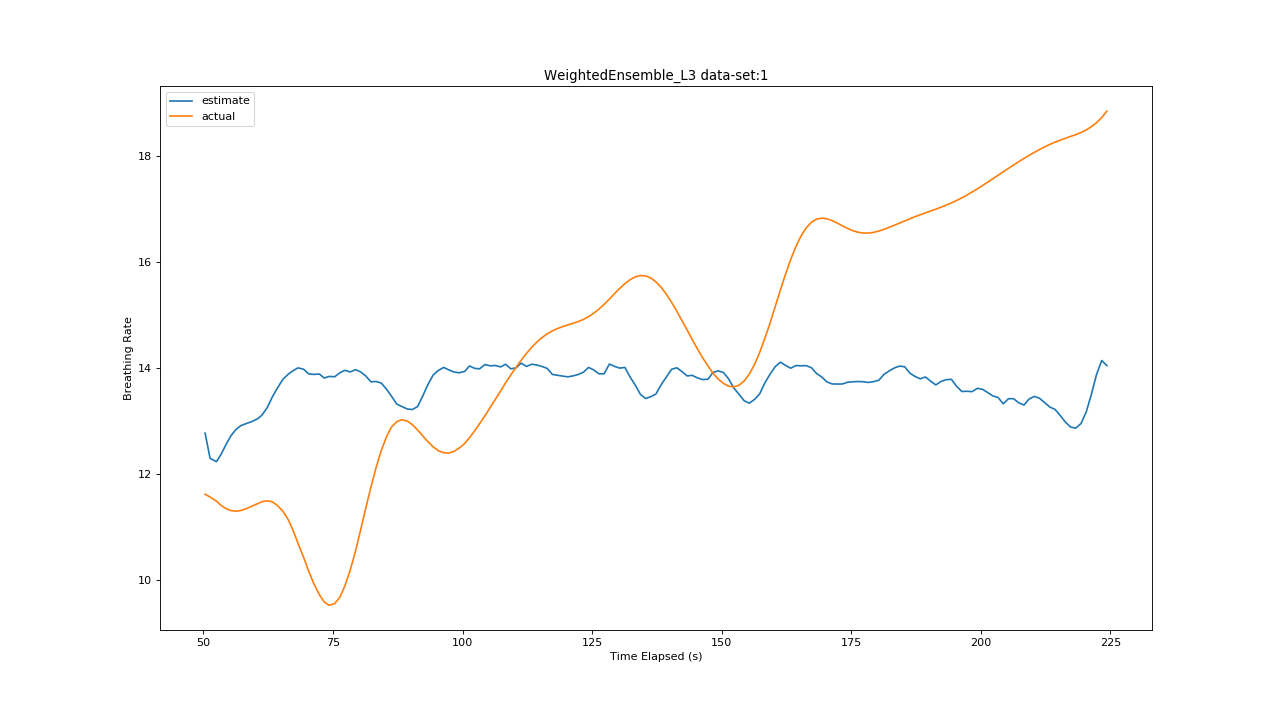 WeightedEnsemble_L3 data-set:1
estimate
actual
Breathing Rate
18
16
14
12
10
50 75 100 125 150 175 200 225
Time Elapsed (s)